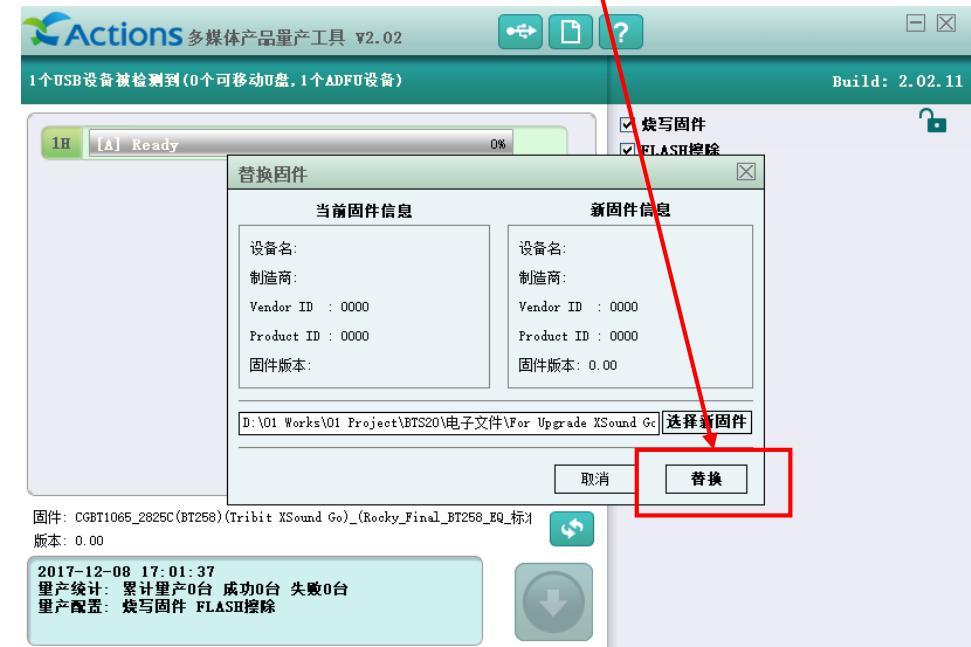 Actions 多媒体产品量产工具 V2.02
?
1个USB设备被检测到(0个可移动U盘,1个ADFU设备)
Build: 2.02.11
1H [A] Ready 0%
烧写固件
FLASH擦除
替换固件
当前固件信息
新固件信息
设备名:
制造商:
Vendor ID : 0000
Product ID : 0000
固件版本:
设备名:
制造商:
Vendor ID : 0000
Product ID : 0000
固件版本: 0.00
D:\01 Works\01 Project\BTS20\电子文件\For Upgrade XSound Go
选择新固件
取消
替换
固件: CGBT1065_2825C(BT258)(Tribit XSound Go)_(Rocky_Final_BT258_EQ_标
版本: 0.00
2017-12-08 17:01:37
量产统计: 累计量产0台 成功0台 失败0台
量产配置: 烧写固件 FLASH擦除